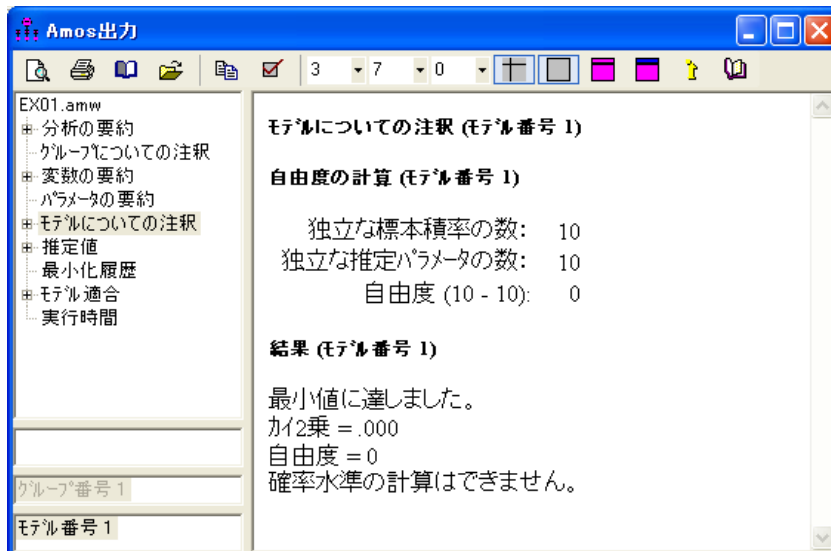 Amos出力
3 7 0
EX01.amw
分析の要約
ｸﾞﾙｰﾌﾟについての注釈
変数の要約
ﾊﾟﾗﾒｰﾀの要約
ﾓﾃﾞﾙについての注釈
推定値
最小化履歴
ﾓﾃﾞﾙ適合
実行時間
ｸﾞﾙｰﾌﾟ番号 1
ﾓﾃﾞﾙ番号 1
ﾓﾃﾞﾙについての注釈 (ﾓﾃﾞﾙ番号 1)
自由度の計算 (ﾓﾃﾞﾙ番号 1)
独立な標本積率の数: 10
独立な推定ﾊﾟﾗﾒｰﾀの数: 10
自由度 (10 - 10): 0
結果 (ﾓﾃﾞﾙ番号 1)
最小値に達しました。
ｶｲ2乗 = .000
自由度 = 0
確率水準の計算はできません。